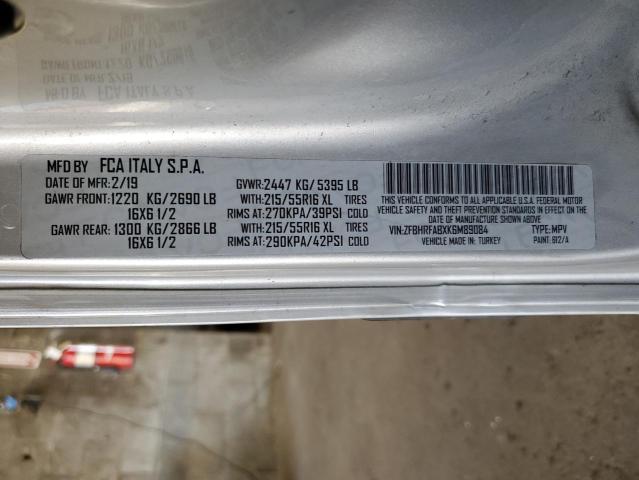 MFD BY FCA ITALY S.P.A.
DATE OF MFR: 2/19 GVWR: 2447 KG/ 5395 LB
GAWR FRONT: 1220 KG/2690 LB WITH: 215/55R16 XL TIRES
16X6 1/2 RIMS AT: 270KPA/39PSI COLD
GAWR REAR: 1300 KG/2866 LB WITH: 215/55R16 XL TIRES
16X6 1/2 RIMS AT: 290KPA/42PSI COLD
THIS VEHICLE CONFORMS TO ALL APPLICABLE U.S.A. FEDERAL MOTOR
VEHICLE SAFETY, BUMPER, AND THEFT PREVENTION STANDARDS IN EFFECT
ON THE DATE OF MANUFACTURE SHOWN ABOVE
VIN: ZFBHRFABXK6M89084 TYPE: MPV
MADE IN: TURKEY PAINT: 612/A